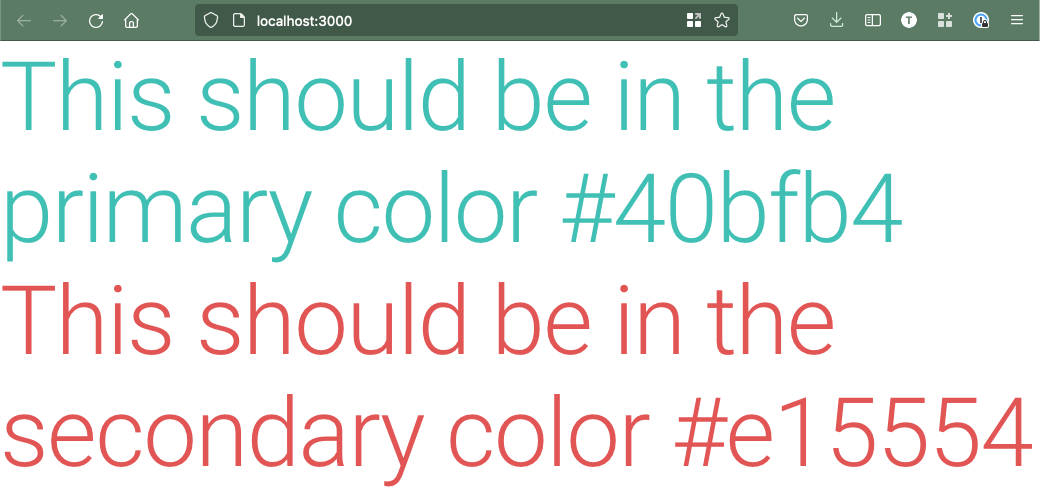 localhost:3000
T
This should be in the
primary color #40bfb4
This should be in the
secondary color #e15554